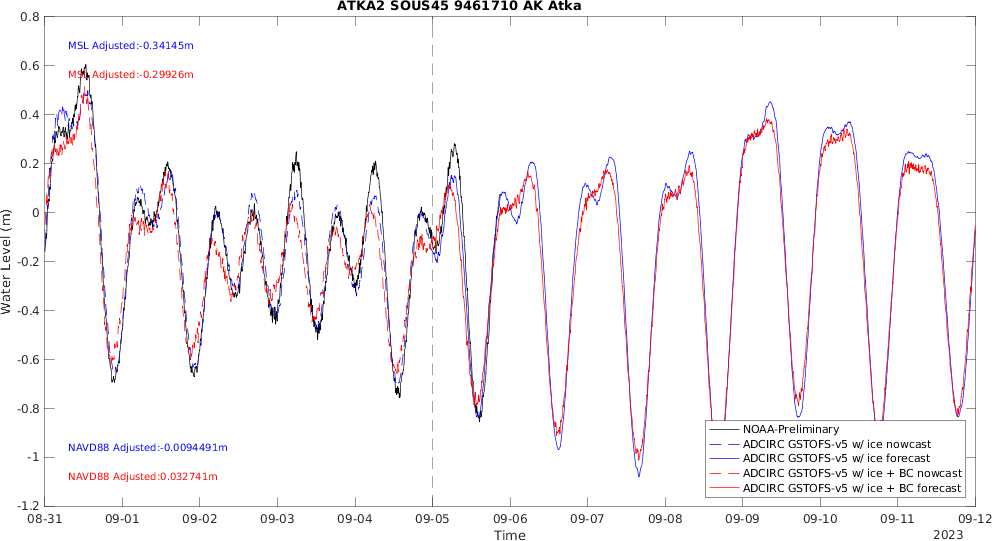 ATKA2 SOUS45 9461710 AK Atka
0.8
0.6
0.4
0.2
0
-0.2
-0.4
-0.6
-0.8
-1
-1.2
Water Level (m)
MSL Adjusted:-0.34145m
MSL Adjusted:-0.29926m
NAVD88 Adjusted:-0.0094491m
NAVD88 Adjusted:0.032741m
NOAA-Preliminary
ADCIRC GSTOFS-v5 w/ ice nowcast
ADCIRC GSTOFS-v5 w/ ice forecast
ADCIRC GSTOFS-v5 w/ ice + BC nowcast
ADCIRC GSTOFS-v5 w/ ice + BC forecast
08-31 09-01 09-02 09-03 09-04 09-05 09-06 09-07 09-08 09-09 09-10 09-11 09-12
Time
2023